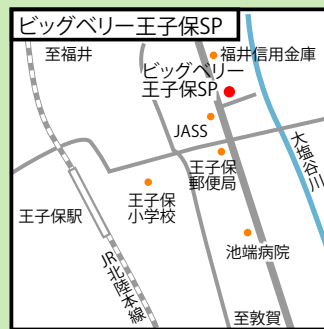 ビッグベリー王子保SP
至福井
福井信用金庫
ビッグベリー
王子保SP
JASS
大塩谷川
王子保
郵便局
王子保駅
王子保
小学校
池端病院
JR北陸本線
至敦賀